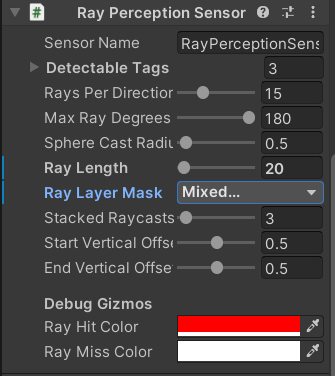 # Ray Perception Sensor
Sensor Name RayPerceptionSens
Detectable Tags 3
Rays Per Direction 15
Max Ray Degrees 180
Sphere Cast Radiu 0.5
Ray Length 20
Ray Layer Mask Mixed...
Stacked Raycasts 3
Start Vertical Offse 0.5
End Vertical Offse 0.5
Debug Gizmos
Ray Hit Color
Ray Miss Color